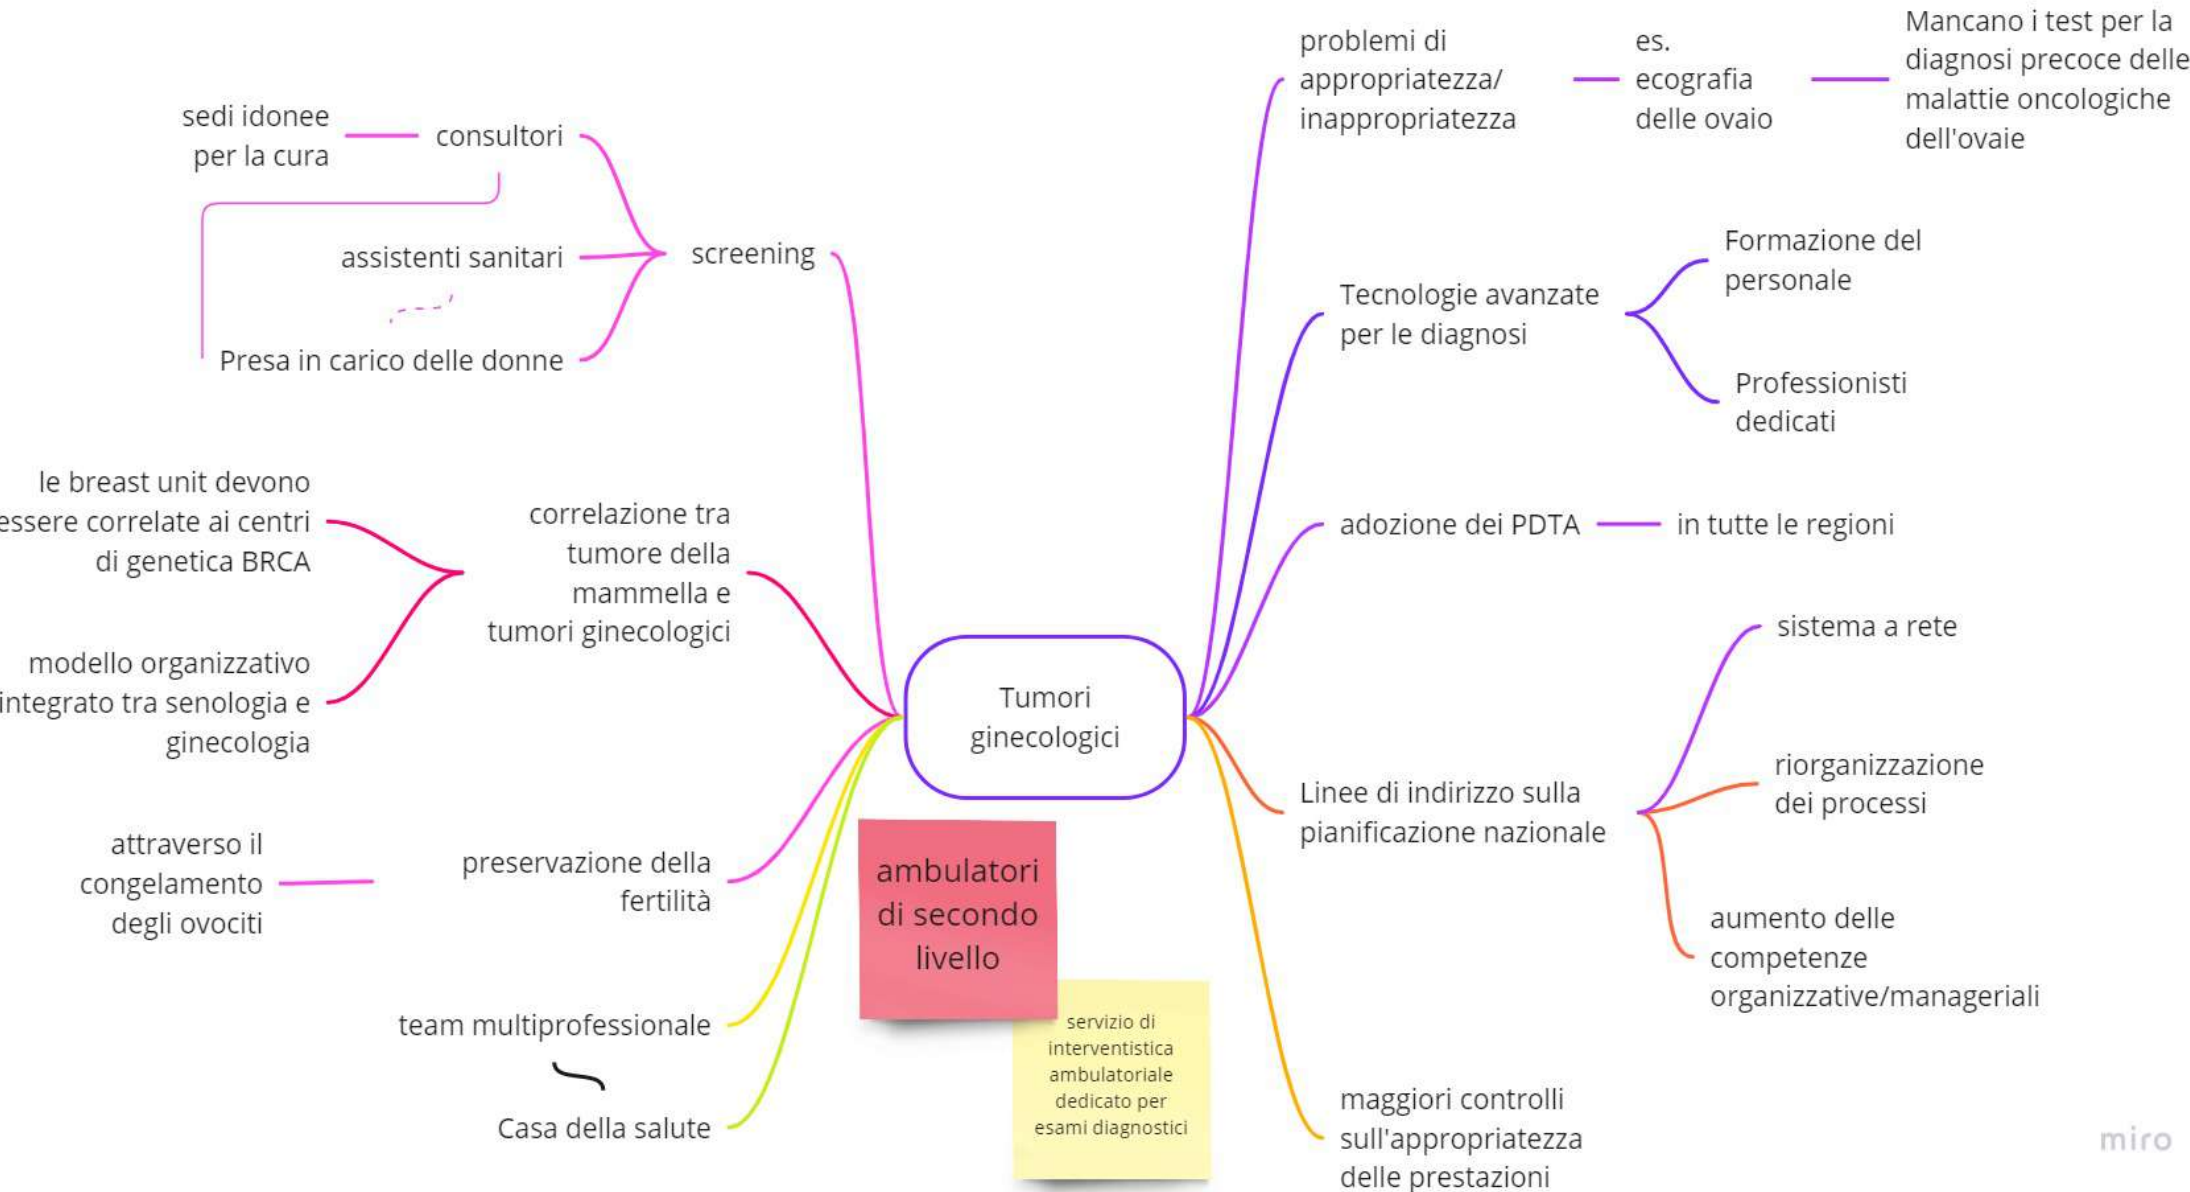 sedi idonee
per la cura
consultori
assistenti sanitari
Presa in carico delle donne
screening
le breast unit devono
essere correlate ai centri
di genetica BRCA
modello organizzativo
integrato tra senologia e
ginecologia
correlazione tra
tumore della
mammella e
tumori ginecologici
attraverso il
congelamento
degli ovociti
preservazione della
fertilità
team multiprofessionale
Casa della salute
Tumori
ginecologici
ambulatori
di secondo
livello
servizio di
interventistica
ambulatoriale
dedicato per
esami diagnostici
problemi di
appropriatezza/
inappropriatezza
es.
ecografia
delle ovaio
Mancano i test per la
diagnosi precoce delle
malattie oncologiche
dell'ovaie
Tecnologie avanzate
per le diagnosi
Formazione del
personale
Professionisti
dedicati
adozione dei PDTA
in tutte le regioni
Linee di indirizzo sulla
pianificazione nazionale
sistema a rete
riorganizzazione
dei processi
aumento delle
competenze
organizzative/manageriali
maggiori controlli
sull'appropriatezza
delle prestazioni
miro